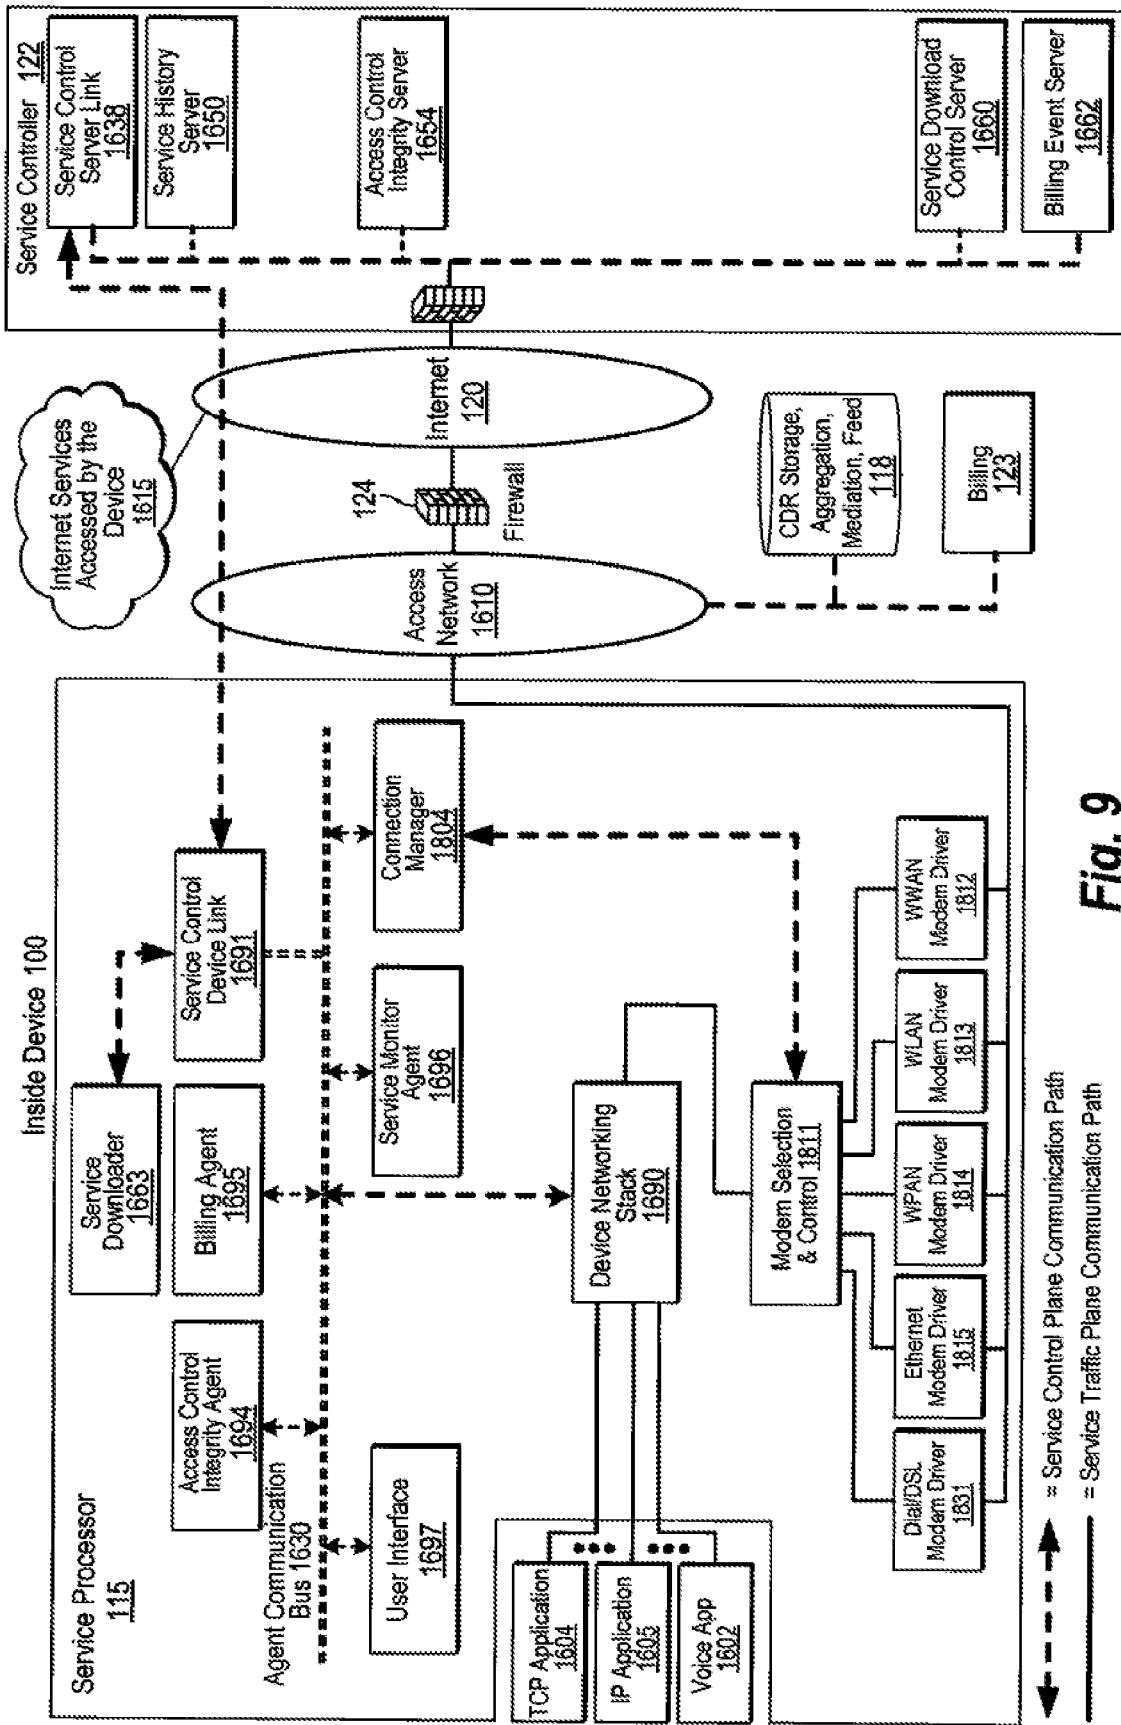 Inside Device 100
Service Processor
115
Access Control
Integrity Agent
1694
Service
Downloader
1663
Billing Agent
1695
Service Control
Device Link
1691
Agent Communication
Bus 1630
User Interface
1697
Service Monitor
Agent
1696
Connection
Manager
1804
TCP Application
1604
IP Application
1605
Voice App
1602
Device Networking
Stack
1690
Modem Selection
& Control 1811
Dial/DSL
Modem Driver
1831
Ethernet
Modem Driver
1815
WPAN
Modem Driver
1814
WLAN
Modem Driver
1813
WWAN
Modem Driver
1812
Internet Services
Accessed by the
Device
1615
Access
Network
1610
124
Firewall
Internet
120
CDR Storage,
Aggregation,
Mediation, Feed
118
Billing
123
Service Controller 122
Service Control
Server Link
1638
Service History
Server
1650
Access Control
Integrity Server
1654
Service Download
Control Server
1660
Billing Event Server
1662
= Service Control Plane Communication Path
= Service Traffic Plane Communication Path
Fig. 9